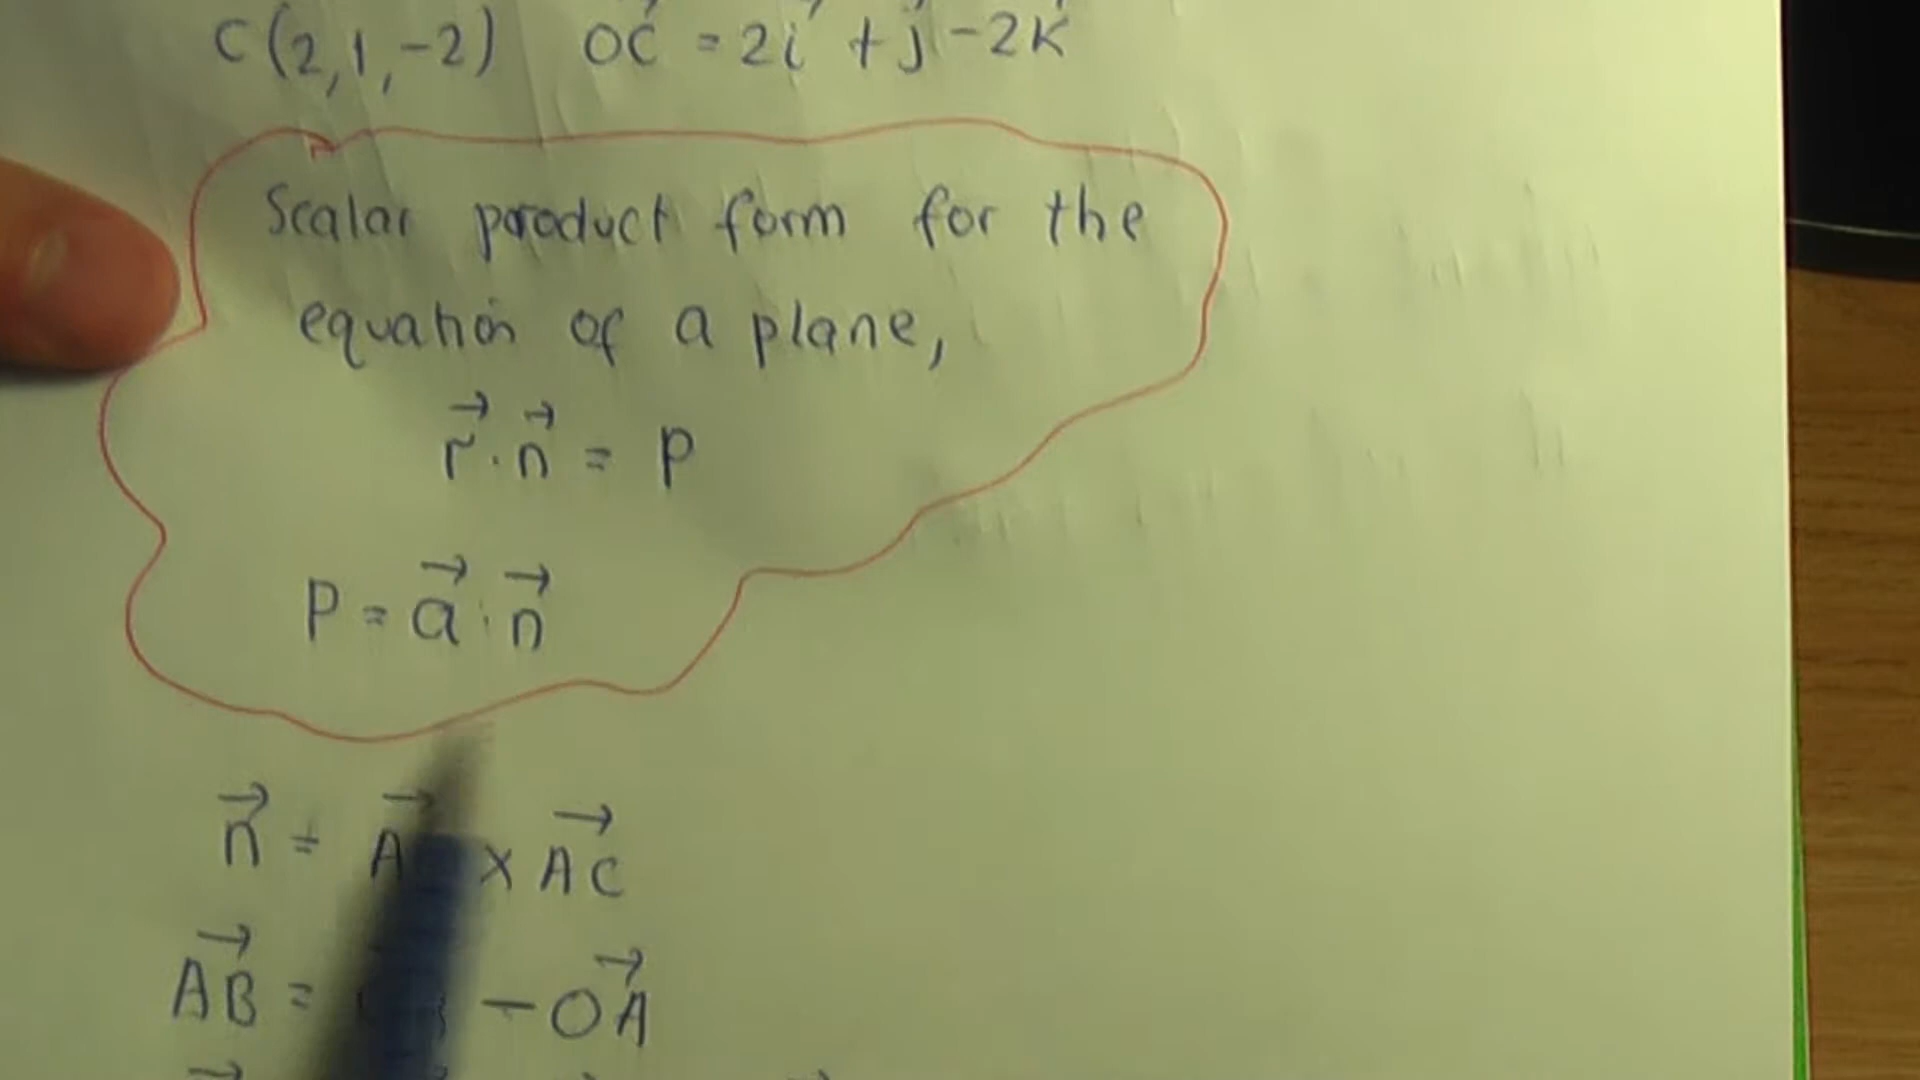 C(2,1,-2) OC⃗ = 2i⃗ + j⃗ - 2k⃗
Scalar product form for the
equation of a plane,
r⃗ . n⃗ = p
P = a⃗ . n⃗
n⃗ = A × AC⃗
AB⃗ = - OA⃗